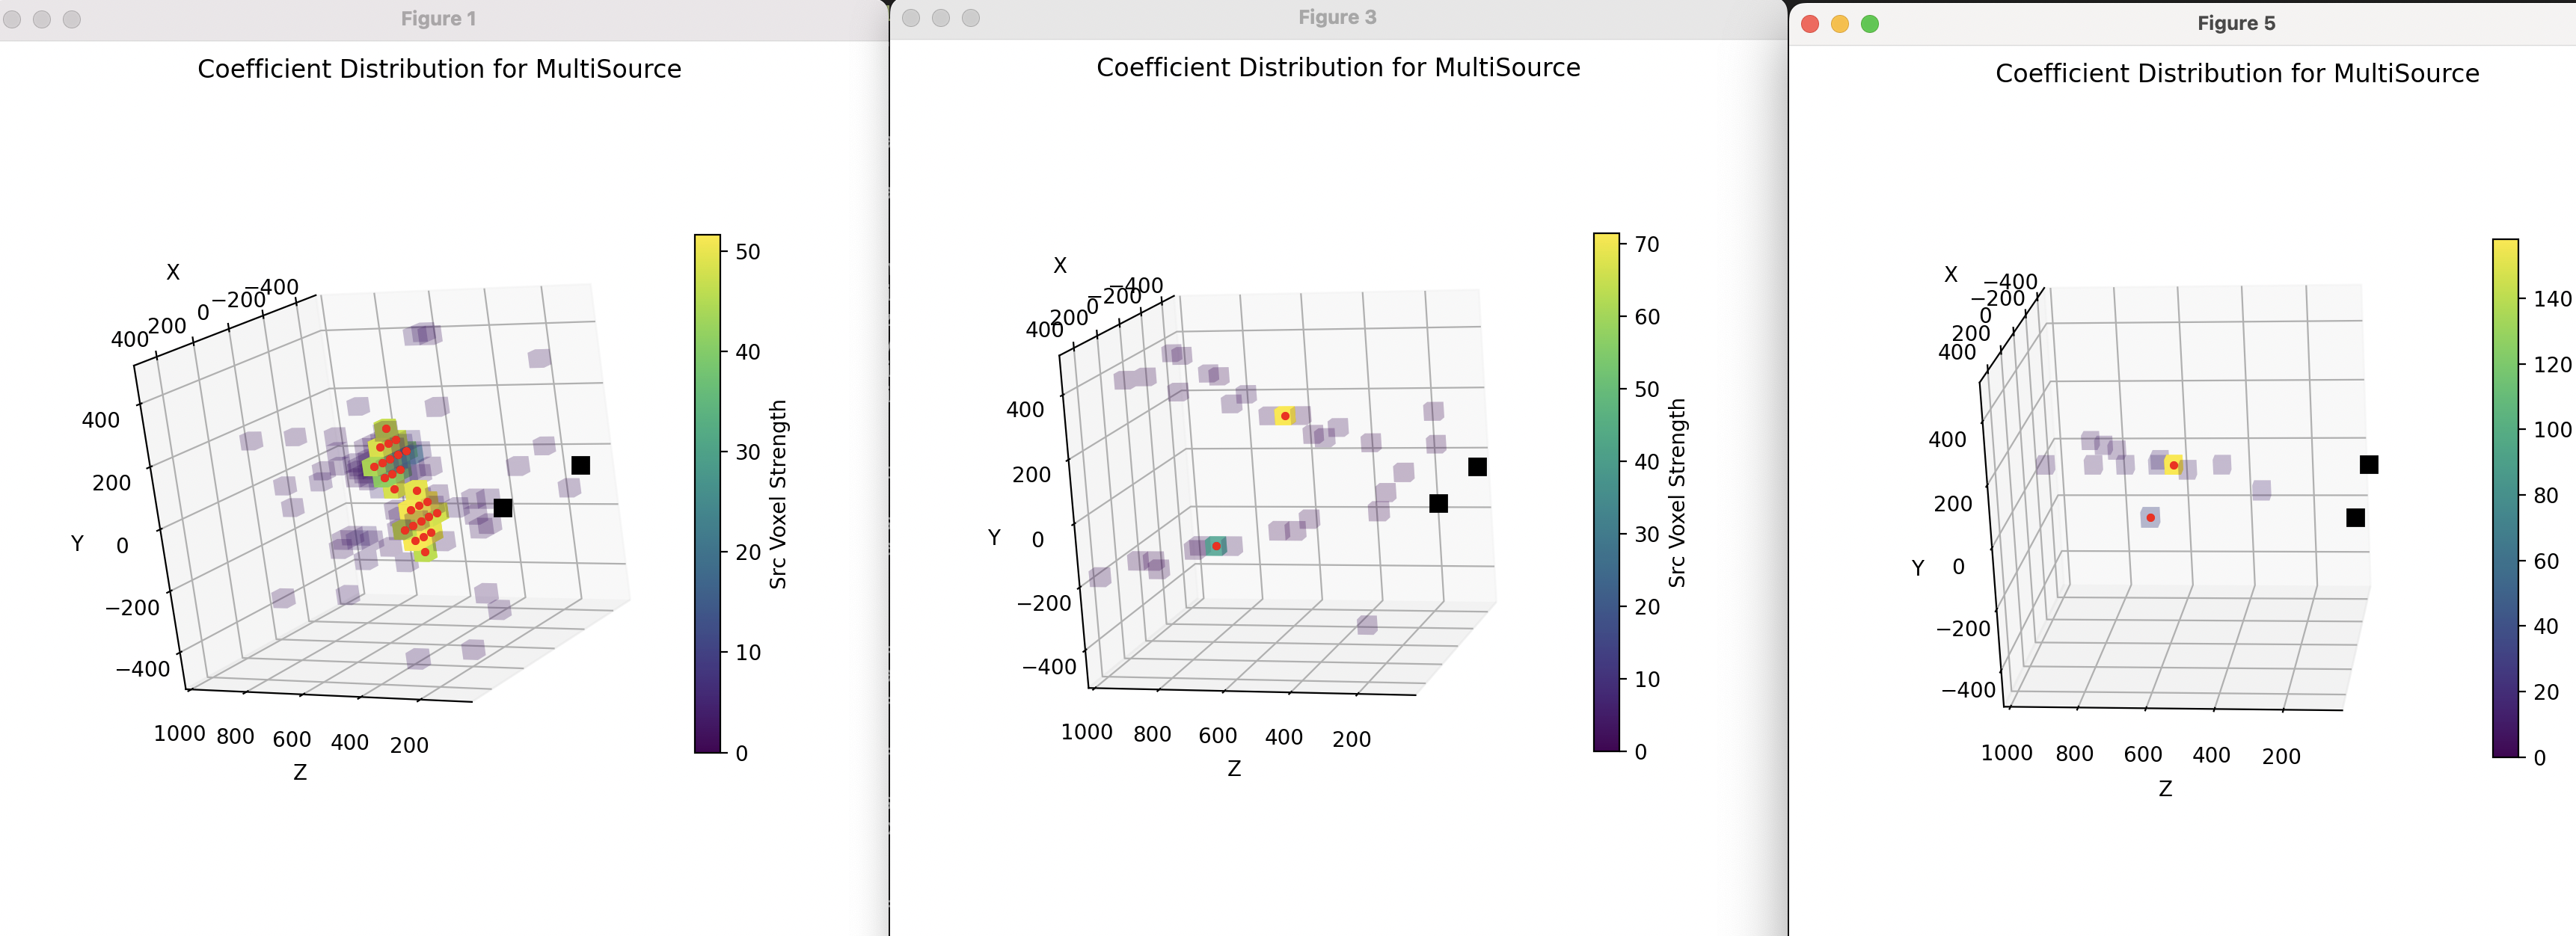 Figure 1
Coefficient Distribution for MultiSource
X
−400
−200
0
200
400
400
200
Y 0
−200
−400
1000 800 600 400 200
Z
50
40
30
20
10
0
Src Voxel Strength
Figure 3
Coefficient Distribution for MultiSource
X
−400
−200
0
200
400
400
200
Y 0
−200
−400
1000 800 600 400 200
Z
70
60
50
40
30
20
10
0
Src Voxel Strength
Figure 5
Coefficient Distribution for MultiSource
X
−400
−200
0
200
400
400
200
Y 0
−200
−400
1000 800 600 400 200
Z
140
120
100
80
60
40
20
0